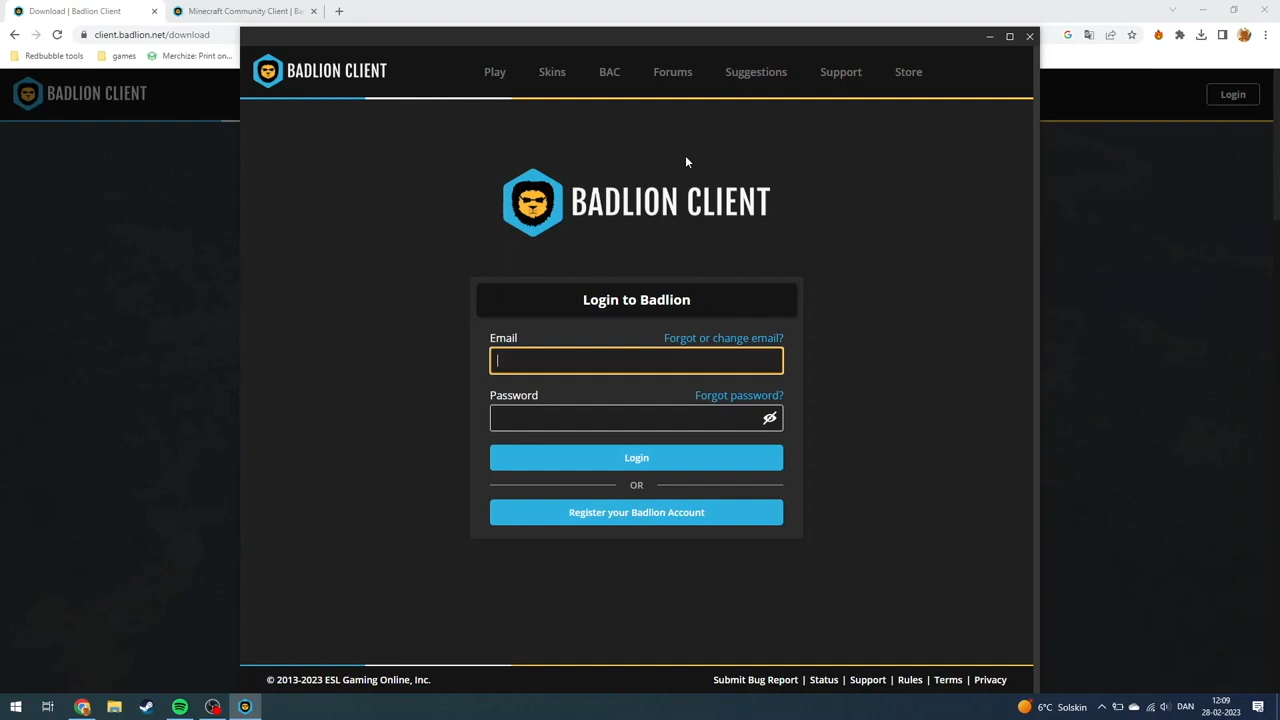 Download | Badlion Client
Minecraft Community Client | Ba
client.badlion.net/download
Redbubble tools
games
Merchize: Print on...
BADLION CLIENT
Login
BADLION CLIENT
Play
Skins
BAC
Forums
Suggestions
Support
Store
BADLION CLIENT
Login to Badlion
Email
Forgot or change email?
Password
Forgot password?
Login
OR
Register your Badlion Account
© 2013-2023 ESL Gaming Online, Inc.
Submit Bug Report | Status | Support | Rules | Terms | Privacy
6°C Solskin
DAN
12:09
28-02-2023